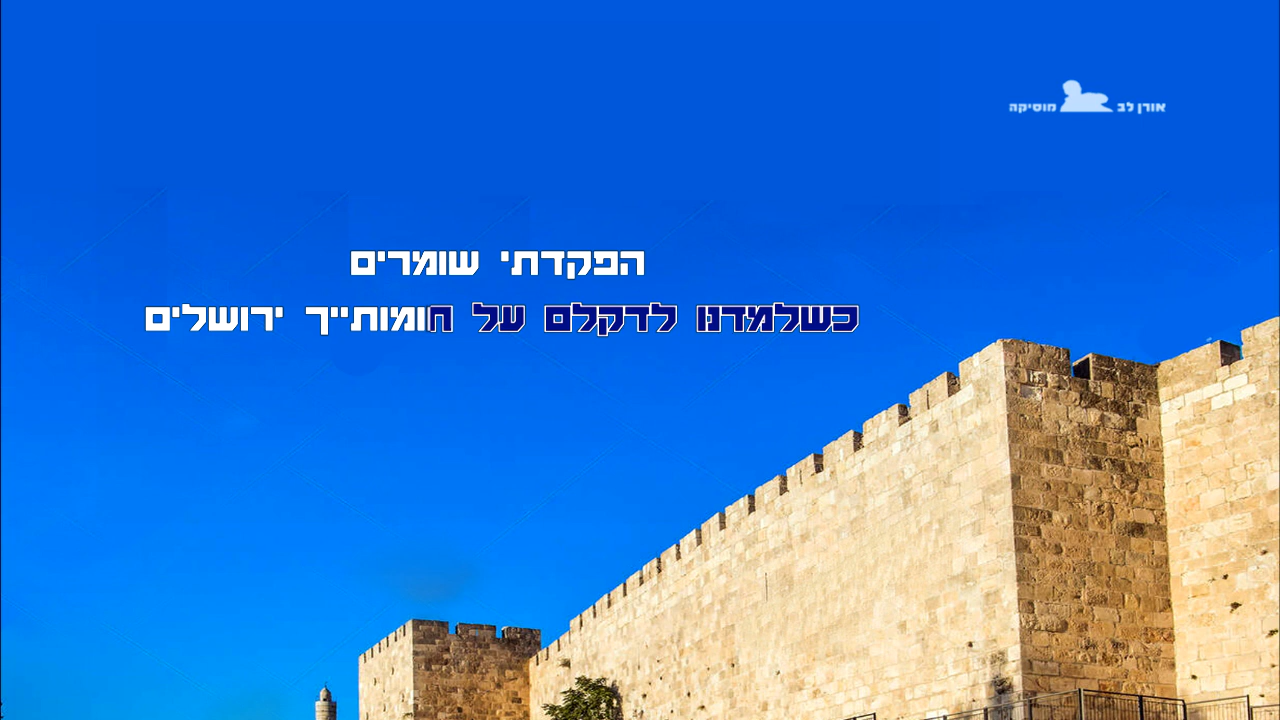 אורן לב מוסיקה
הפקדתי שומרים
כשלמדנו לדקלם על חומותייך ירושלים